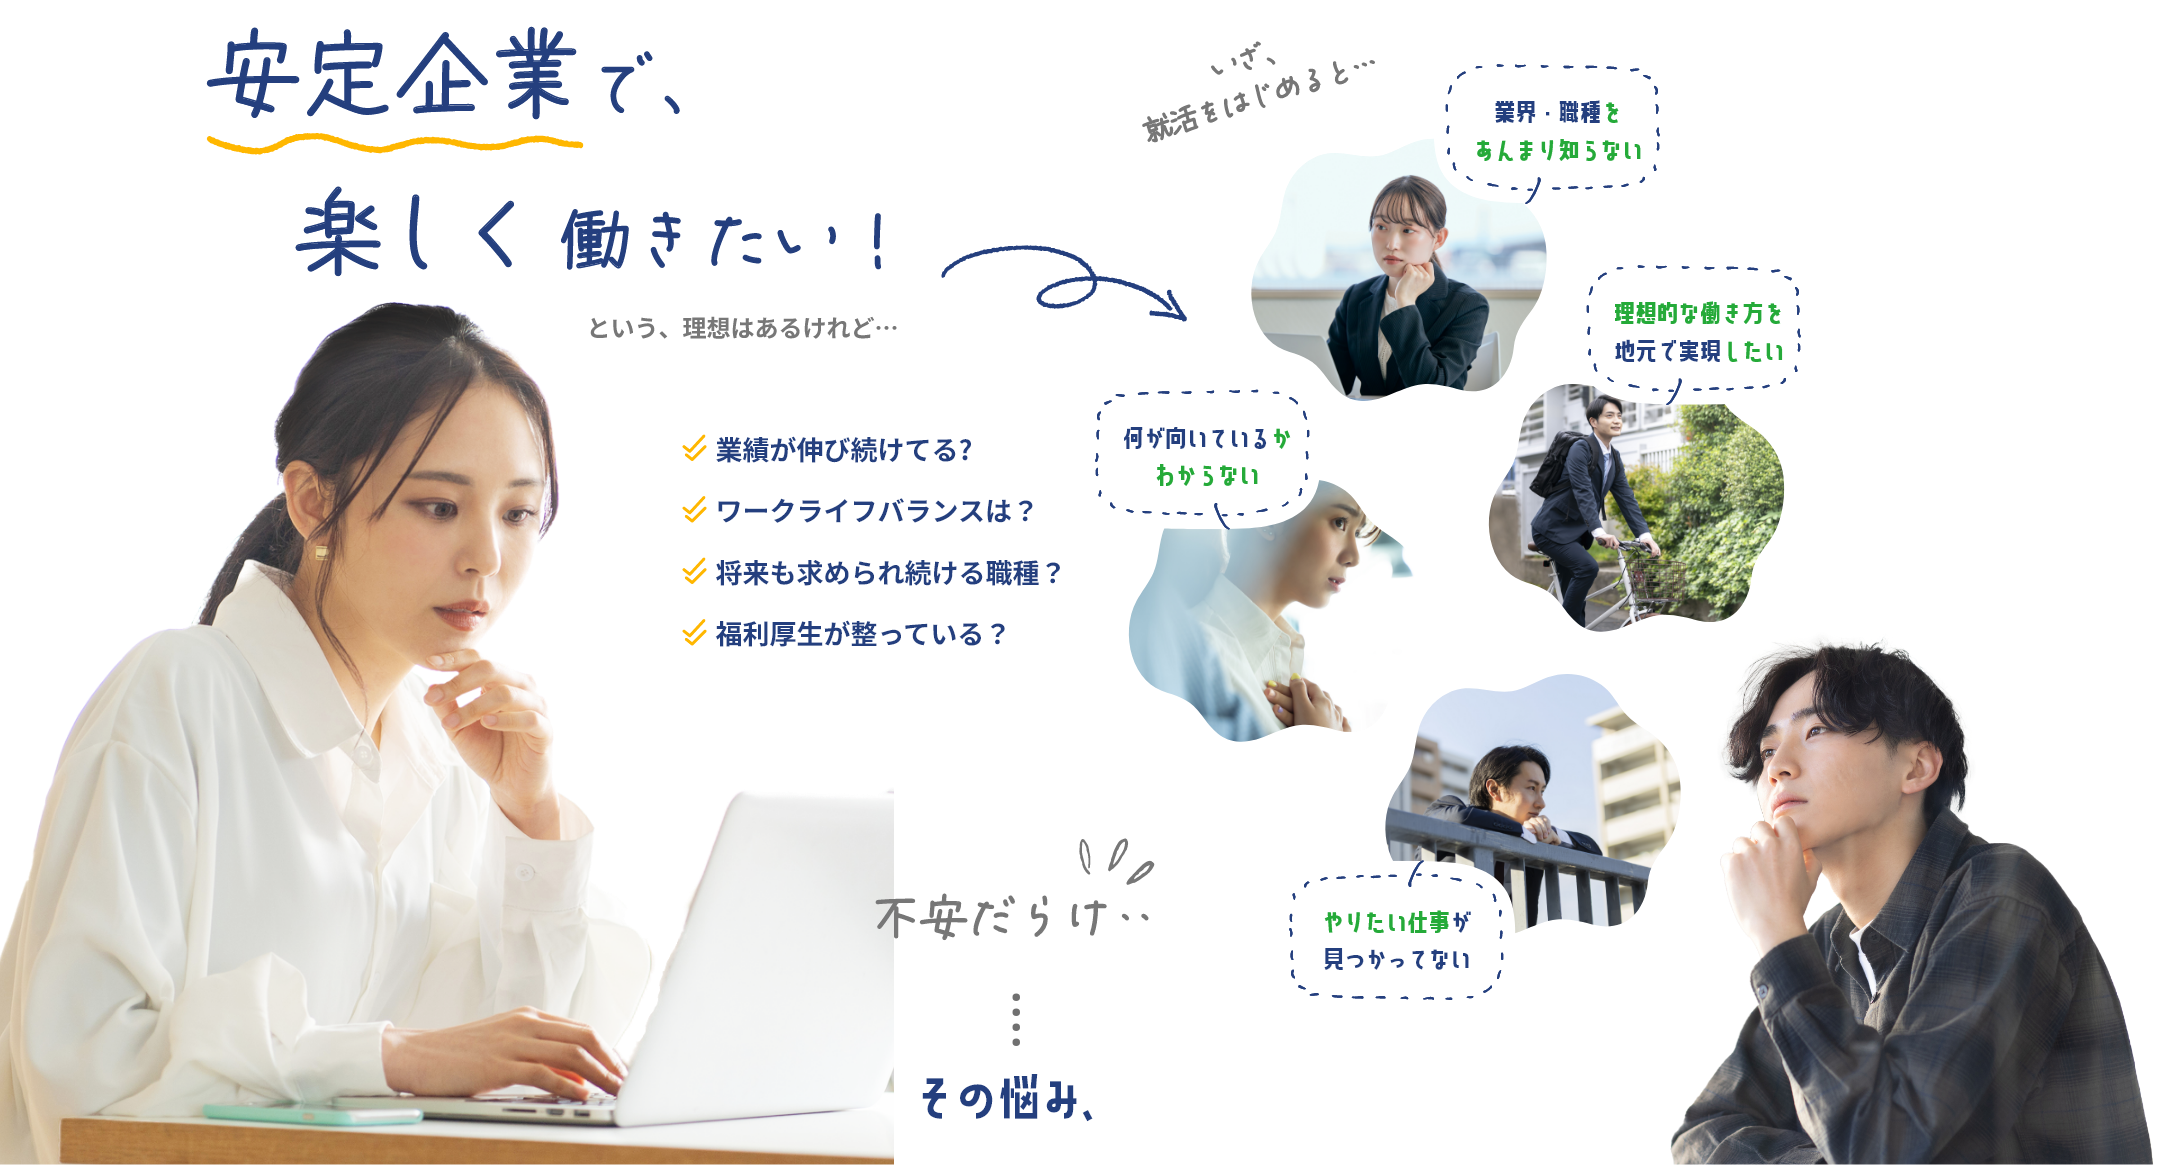 安定企業で、
楽しく働きたい！
という、理想はあるけれど…
業績が伸び続けてる?
ワークライフバランスは？
将来も求められ続ける職種？
福利厚生が整っている？
いざ、
就活をはじめると…
業界・職種を
あんまり知らない
理想的な働き方を
地元で実現したい
何が向いているか
わからない
やりたい仕事が
見つかってない
不安だらけ‥
その悩み、